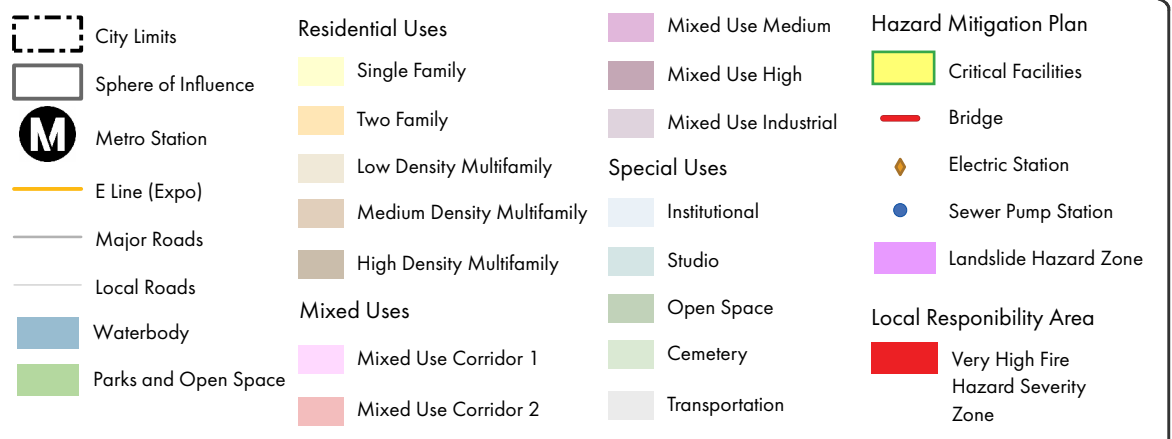 City Limits
Sphere of Influence
M
Metro Station
E Line (Expo)
Major Roads
Local Roads
Waterbody
Parks and Open Space
Residential Uses
Single Family
Two Family
Low Density Multifamily
Medium Density Multifamily
High Density Multifamily
Mixed Uses
Mixed Use Corridor 1
Mixed Use Corridor 2
Mixed Use Medium
Mixed Use High
Mixed Use Industrial
Special Uses
Institutional
Studio
Open Space
Cemetery
Transportation
Hazard Mitigation Plan
Critical Facilities
Bridge
Electric Station
Sewer Pump Station
Landslide Hazard Zone
Local Responibility Area
Very High Fire
Hazard Severity
Zone